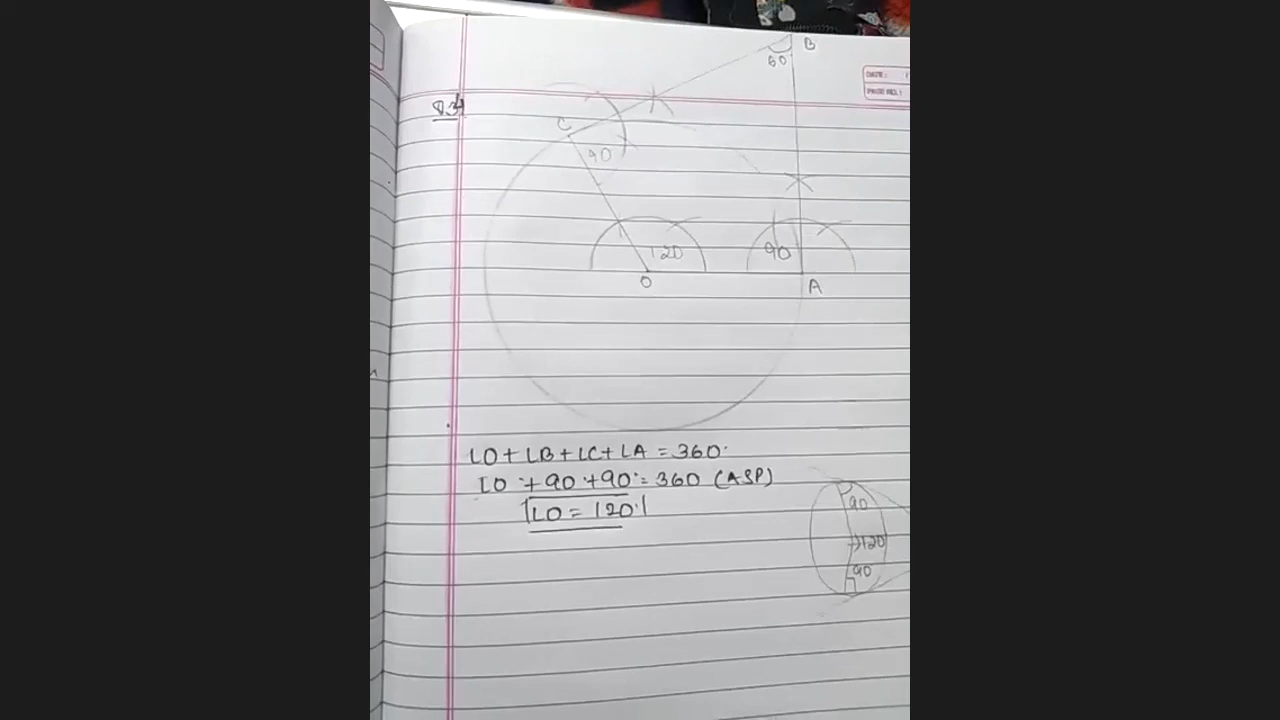 B
60
DATE:
PAGE NO.:
Q34
C
90
120
90
O
A
∠O + ∠B + ∠C + ∠A = 360°
∠O + 90 + 90 = 360 (ASP)
∠O = 120°
90
120
90